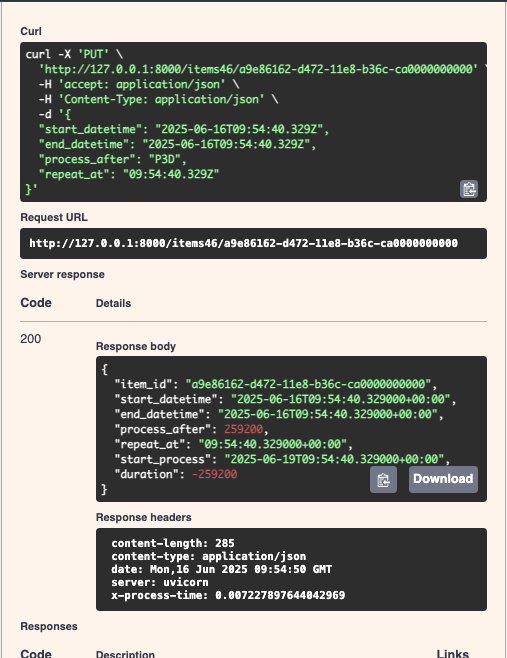 Curl
curl -X 'PUT' \
  'http://127.0.0.1:8000/items46/a9e86162-d472-11e8-b36c-ca0000000000' \
  -H 'accept: application/json' \
  -H 'Content-Type: application/json' \
  -d '{
  "start_datetime": "2025-06-16T09:54:40.329Z",
  "end_datetime": "2025-06-16T09:54:40.329Z",
  "process_after": "P3D",
  "repeat_at": "09:54:40.329Z"
}'
Request URL
http://127.0.0.1:8000/items46/a9e86162-d472-11e8-b36c-ca0000000000
Server response
Code Details
200
Response body
{
  "item_id": "a9e86162-d472-11e8-b36c-ca0000000000",
  "start_datetime": "2025-06-16T09:54:40.329000+00:00",
  "end_datetime": "2025-06-16T09:54:40.329000+00:00",
  "process_after": 259200,
  "repeat_at": "09:54:40.329000+00:00",
  "start_process": "2025-06-19T09:54:40.329000+00:00",
  "duration": -259200
}
Download
Response headers
content-length: 285
content-type: application/json
date: Mon,16 Jun 2025 09:54:50 GMT
server: uvicorn
x-process-time: 0.007227897644042969
Responses
Code Description Links